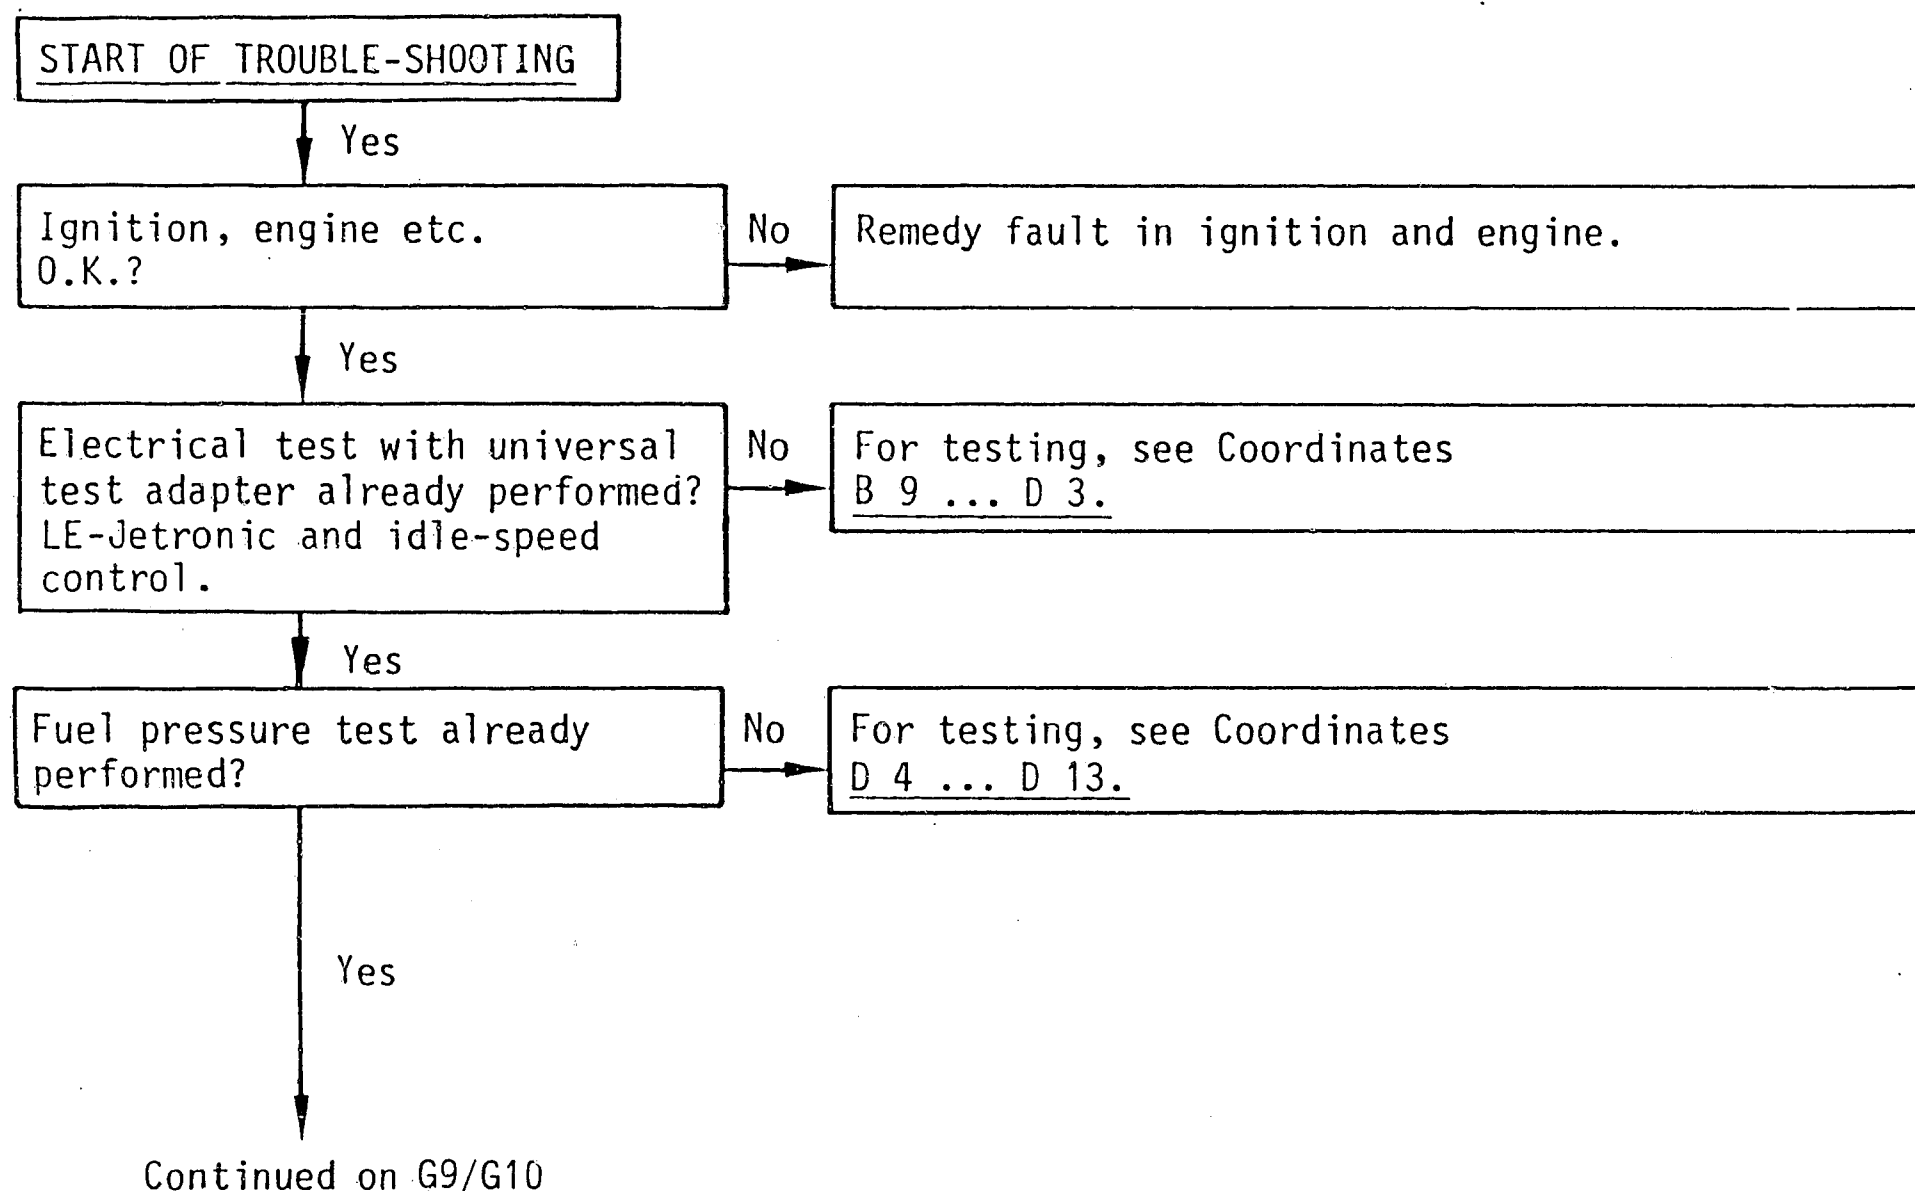 START OF TROUBLE-SHOOTING
Yes
Ignition, engine etc.
O.K.?
No
Remedy fault in ignition and engine.
Yes
Electrical test with universal
test adapter already performed?
LE-Jetronic and idle-speed
control.
No
For testing, see Coordinates
B 9 ... D 3.
Yes
Fuel pressure test already
performed?
No
For testing, see Coordinates
D 4 ... D 13.
Yes
Continued on G9/G10